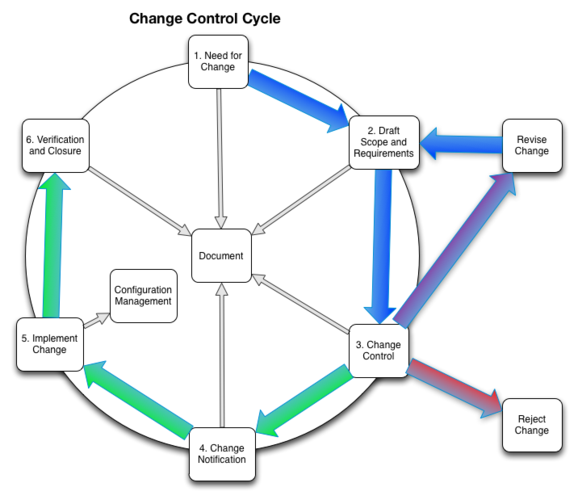 Change Control Cycle
1. Need for
Change
2. Draft
Scope and
Requirements
Revise
Change
6. Verification
and Closure
Document
Configuration
Management
5. Implement
Change
3. Change
Control
4. Change
Notification
Reject
Change